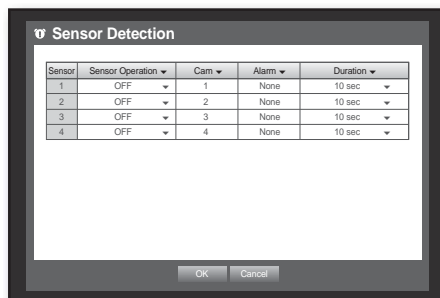 Sensor Detection
Sensor Sensor Operation Cam Alarm Duration
1 OFF 1 None 10 sec
2 OFF 2 None 10 sec
3 OFF 3 None 10 sec
4 OFF 4 None 10 sec
OK Cancel